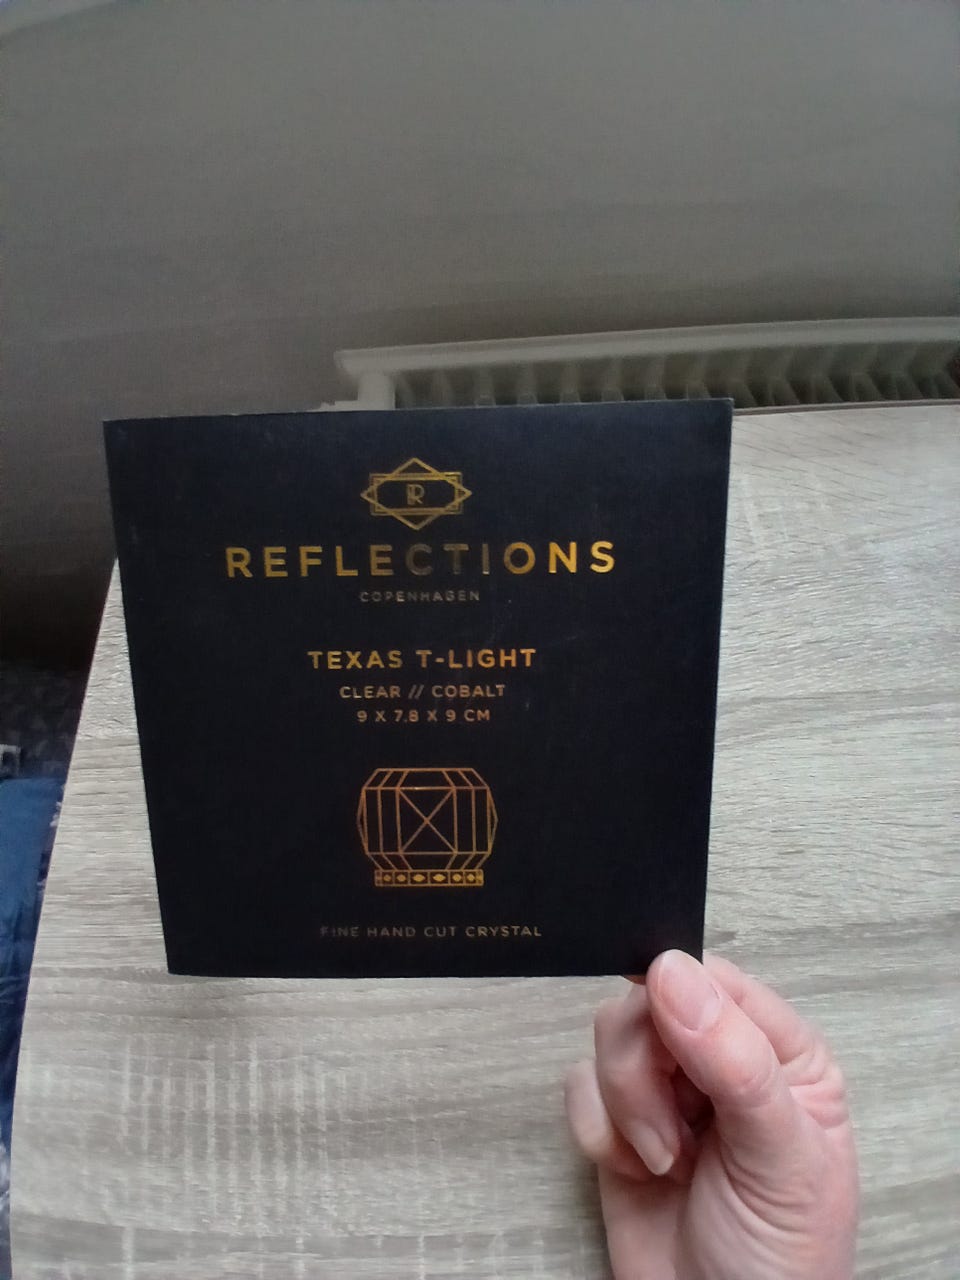 R
REFLECTIONS
COPENHAGEN
TEXAS T-LIGHT
CLEAR // COBALT
9 X 7,8 X 9 CM
FINE HAND CUT CRYSTAL